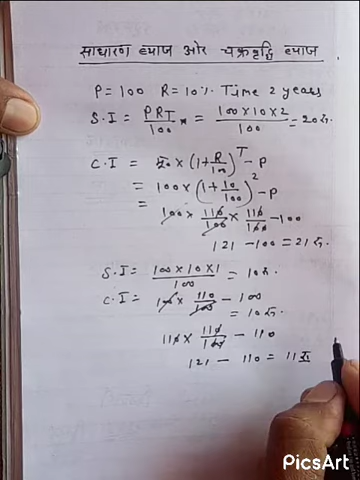 साधारण ब्याज और चक्रवृद्धि ब्याज
P=100 R=10% Time 2 years
S.I = PRT/100 = 100×10×2/100 = 20रु.
C.I = × (1+R/100)^T - P
= 100×(1+10/100)^2 - P
= 100 × 110/100 × 110/100 - 100
121 - 100 = 21रु.
S.I = 100×10×1/100 = 10रु.
C.I = 100 × 110/100 - 100
= 10रु.
110 × 110/100 - 110
121 - 110 = 11रु
PicsArt